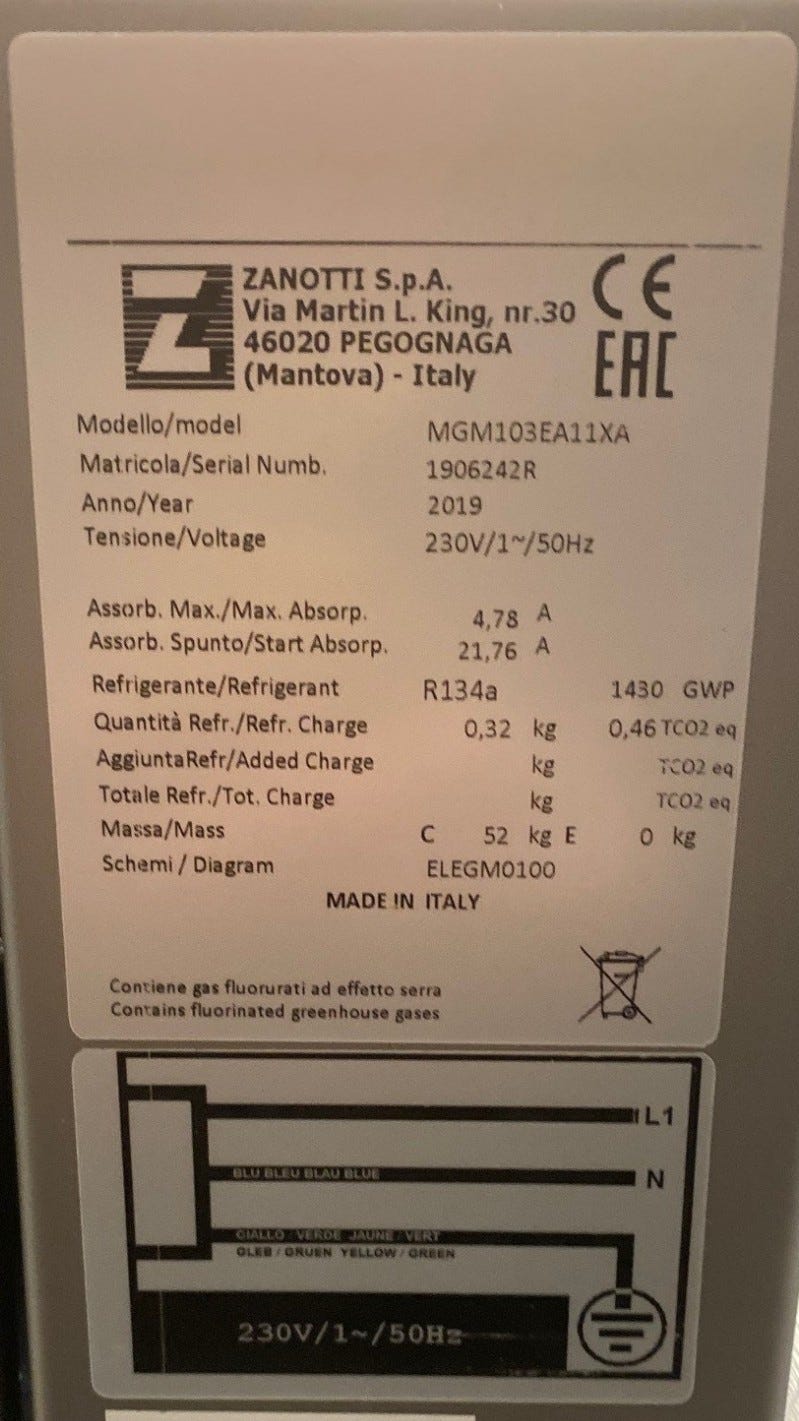 ZANOTTI S.p.A.
Via Martin L. King, nr.30
46020 PEGOGNAGA
(Mantova) - Italy
CE
EAC
Modello/model MGM103EA11XA
Matricola/Serial Numb. 1906242R
Anno/Year 2019
Tensione/Voltage 230V/1~/50Hz
Assorb. Max./Max. Absorp. 4,78 A
Assorb. Spunto/Start Absorp. 21,76 A
Refrigerante/Refrigerant R134a 1430 GWP
Quantità Refr./Refr. Charge 0,32 kg 0,46 TCO2 eq
AggiuntaRefr/Added Charge kg TCO2 eq
Totale Refr./Tot. Charge kg TCO2 eq
Massa/Mass C 52 kg E 0 kg
Schemi / Diagram ELEGM0100
MADE IN ITALY
Contiene gas fluorurati ad effetto serra
Contains fluorinated greenhouse gases
L1
BLU BLEU BLAU BLUE N
GIALLO / VERDE JAUNE / VERT
GLEB / GRUEN YELLOW / GREEN
230V/1~/50Hz